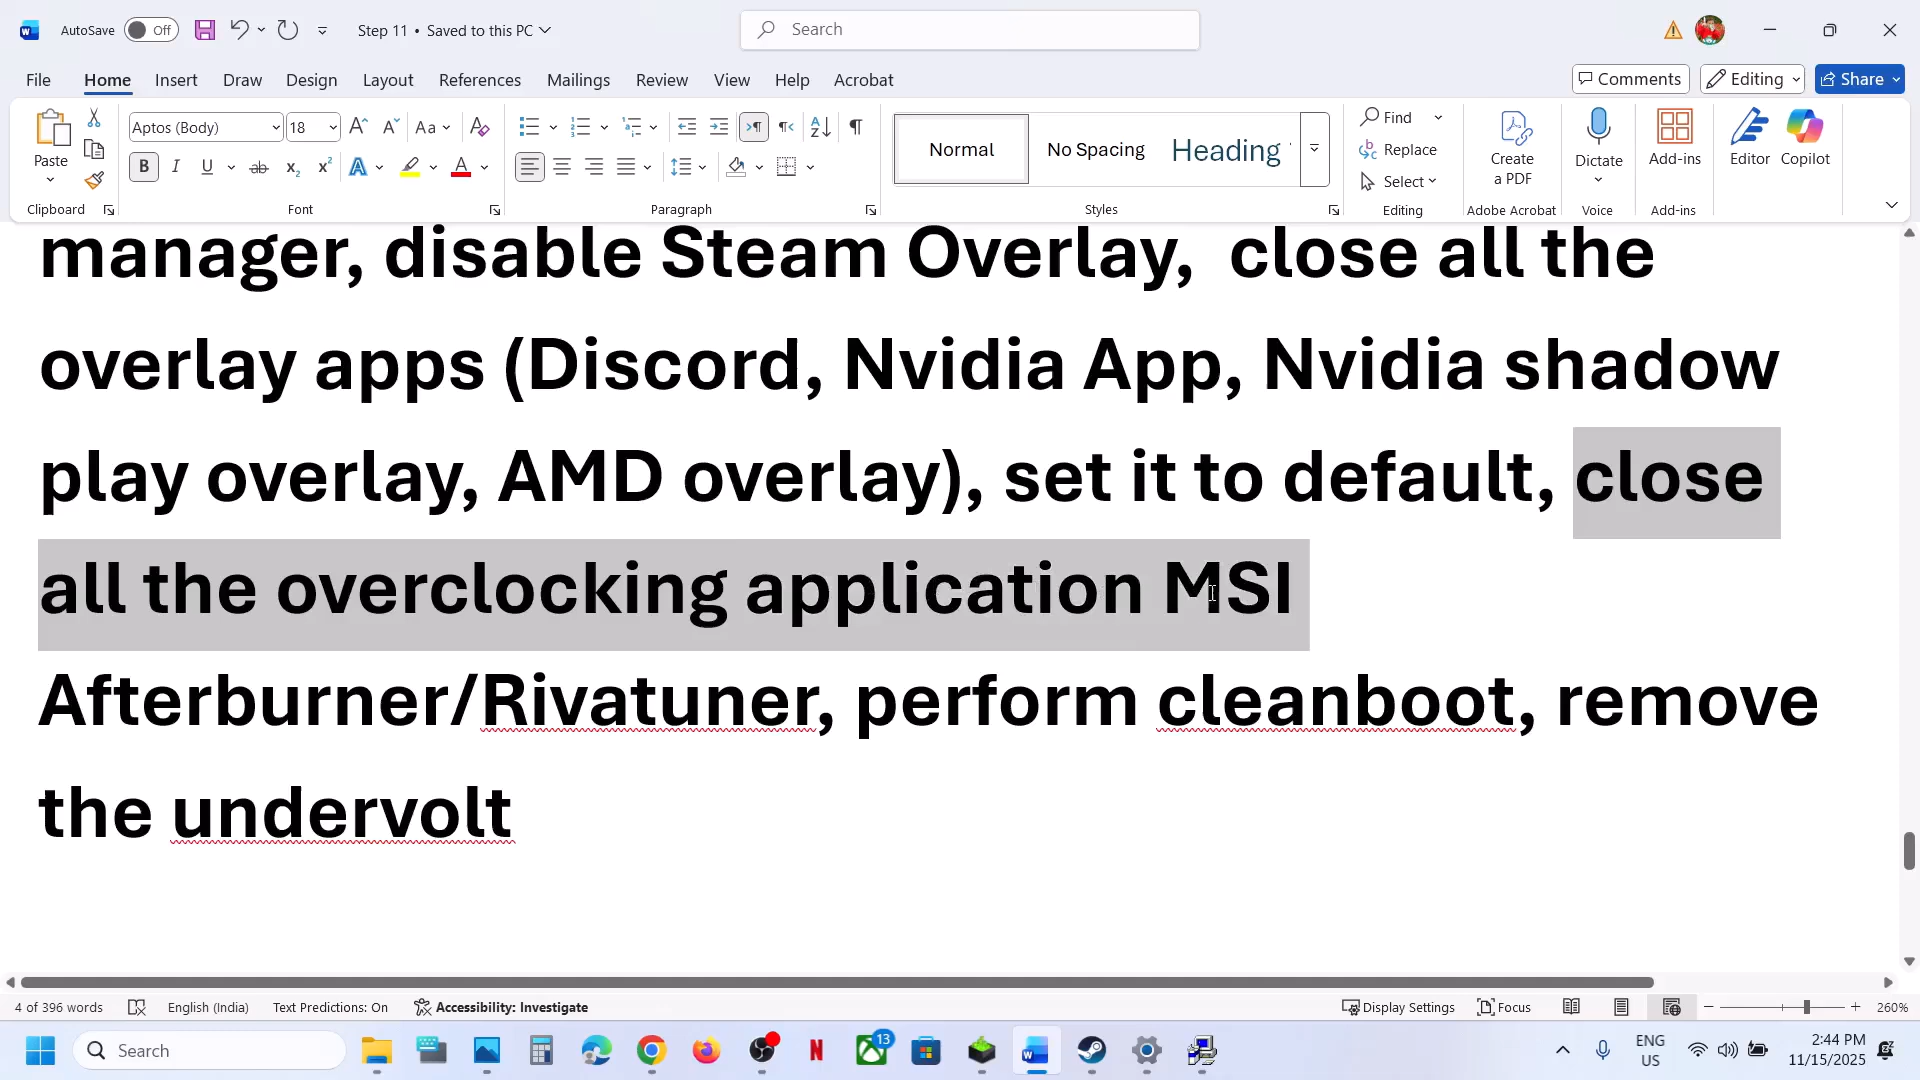 AutoSave Off Step 11 • Saved to this PC Search
File Home Insert Draw Design Layout References Mailings Review View Help Acrobat Comments Editing Share
Paste Aptos (Body) 18 Aa Normal No Spacing Heading Find Replace Select Create a PDF Dictate Add-ins Editor Copilot
Clipboard Font Paragraph Styles Editing Adobe Acrobat Voice Add-ins
manager, disable Steam Overlay, close all the
overlay apps (Discord, Nvidia App, Nvidia shadow
play overlay, AMD overlay), set it to default, close
all the overclocking application MSI
Afterburner/Rivatuner, perform cleanboot, remove
the undervolt
4 of 396 words English (India) Text Predictions: On Accessibility: Investigate Display Settings Focus 260%
Search 13 ENG US 2:44 PM 11/15/2025